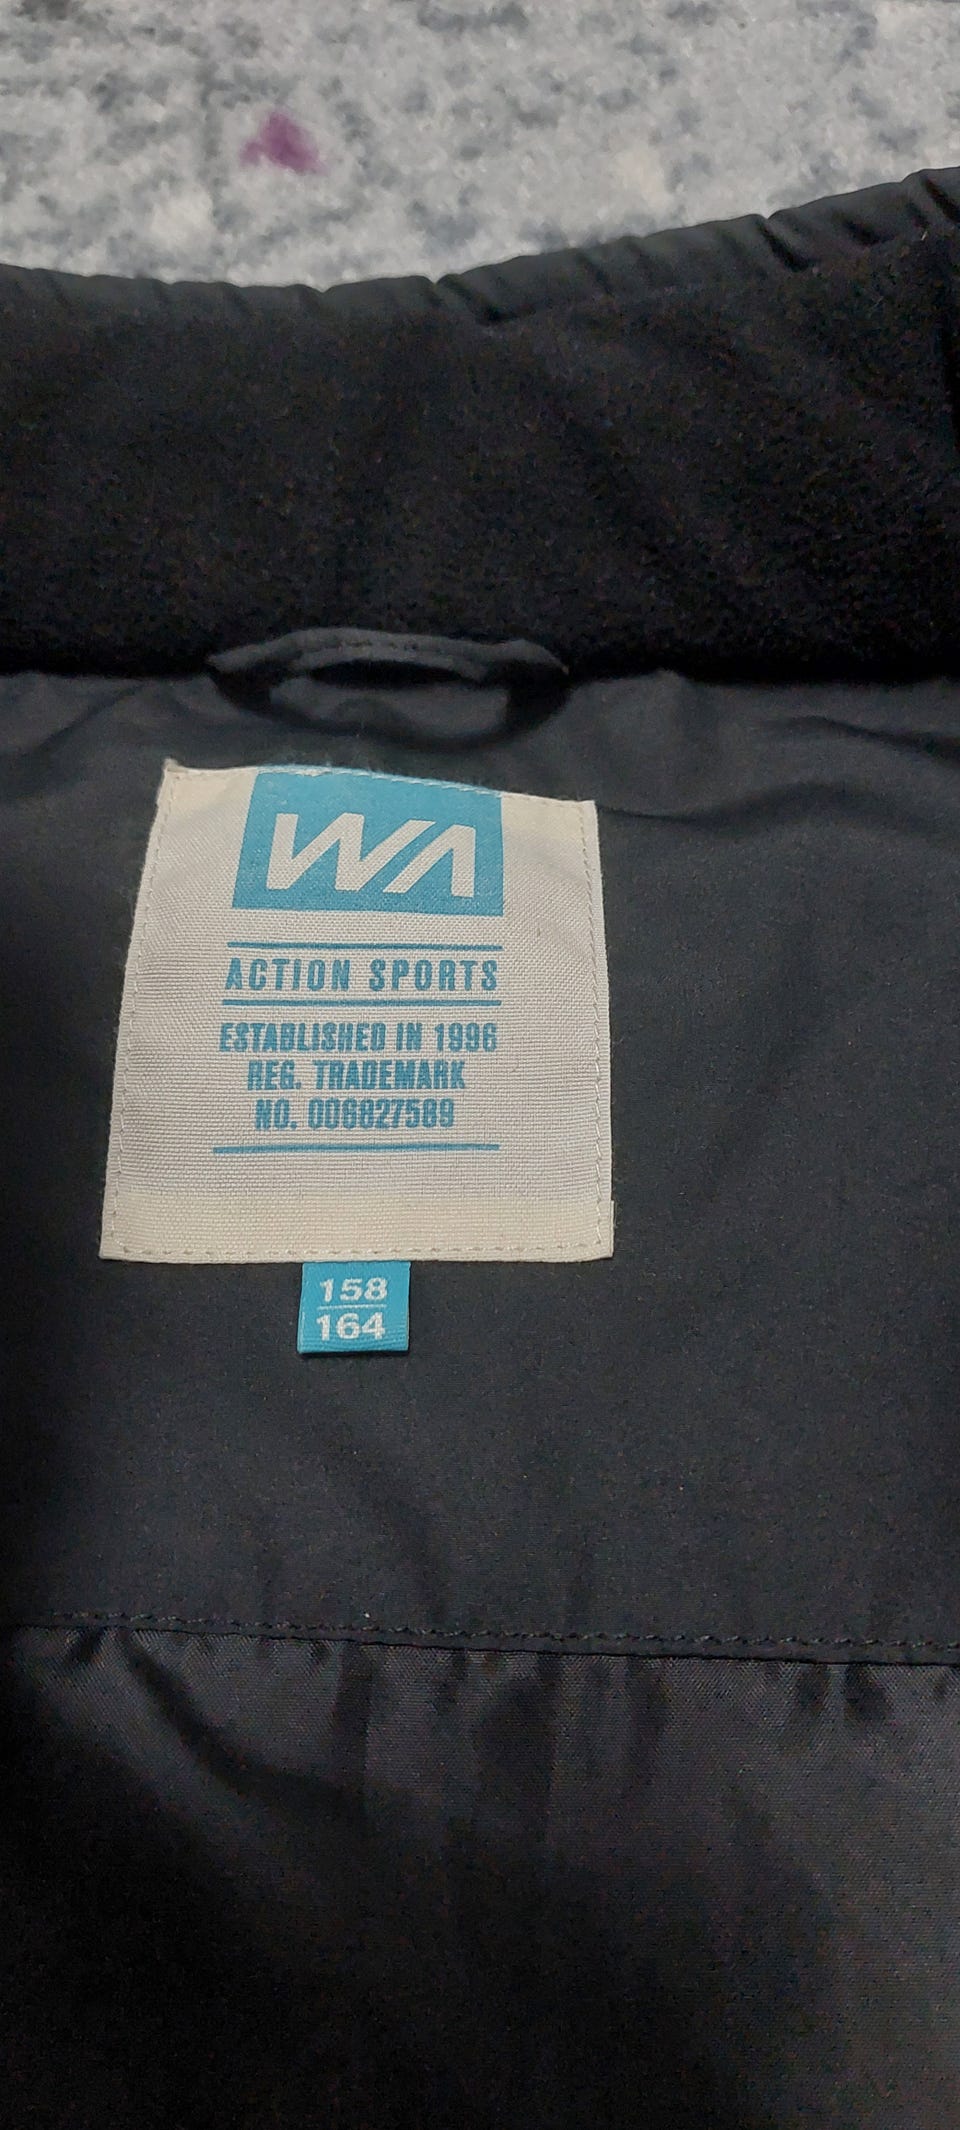 WA
ACTION SPORTS
ESTABLISHED IN 1996
REG. TRADEMARK
NO. 006827589
158
164